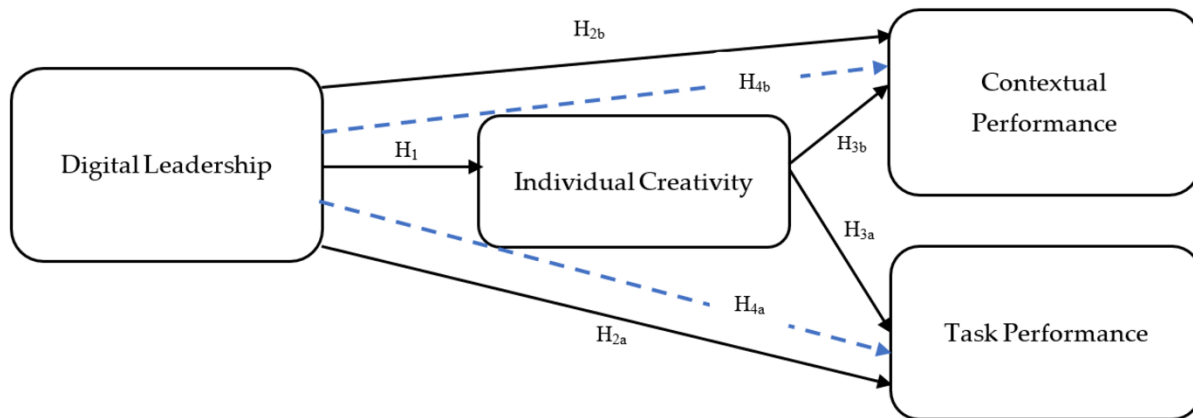 H2b
Contextual
Performance
H4b
Digital Leadership
H1
Individual Creativity
H3b
H3a
H4a
H2a
Task Performance